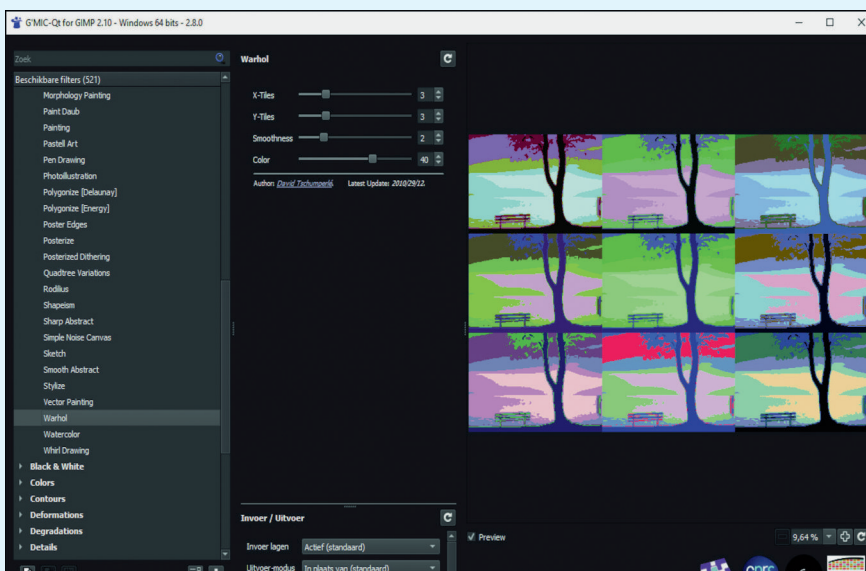 G'MIC-Qt for GIMP 2.10 - Windows 64 bits - 2.8.0
Zoek
Beschikbare filters (521)
Morphology Painting
Paint Daub
Painting
Pastell Art
Pen Drawing
Photoillustration
Polygonize [Delaunay]
Polygonize [Energy]
Poster Edges
Posterize
Posterized Dithering
Quadtree Variations
Rodilius
Shapeism
Sharp Abstract
Simple Noise Canvas
Sketch
Smooth Abstract
Stylize
Vector Painting
Warhol
Watercolor
Whirl Drawing
Black & White
Colors
Contours
Deformations
Degradations
Details
Warhol
X-Tiles 3
Y-Tiles 3
Smoothness 2
Color 40
Author: David Tschumperlé. Latest Update: 2010/29/12.
Invoer / Uitvoer
Invoer lagen Actief (standaard)
Uitvoer-modus In plaats van (standaard)
Preview
9,64 %